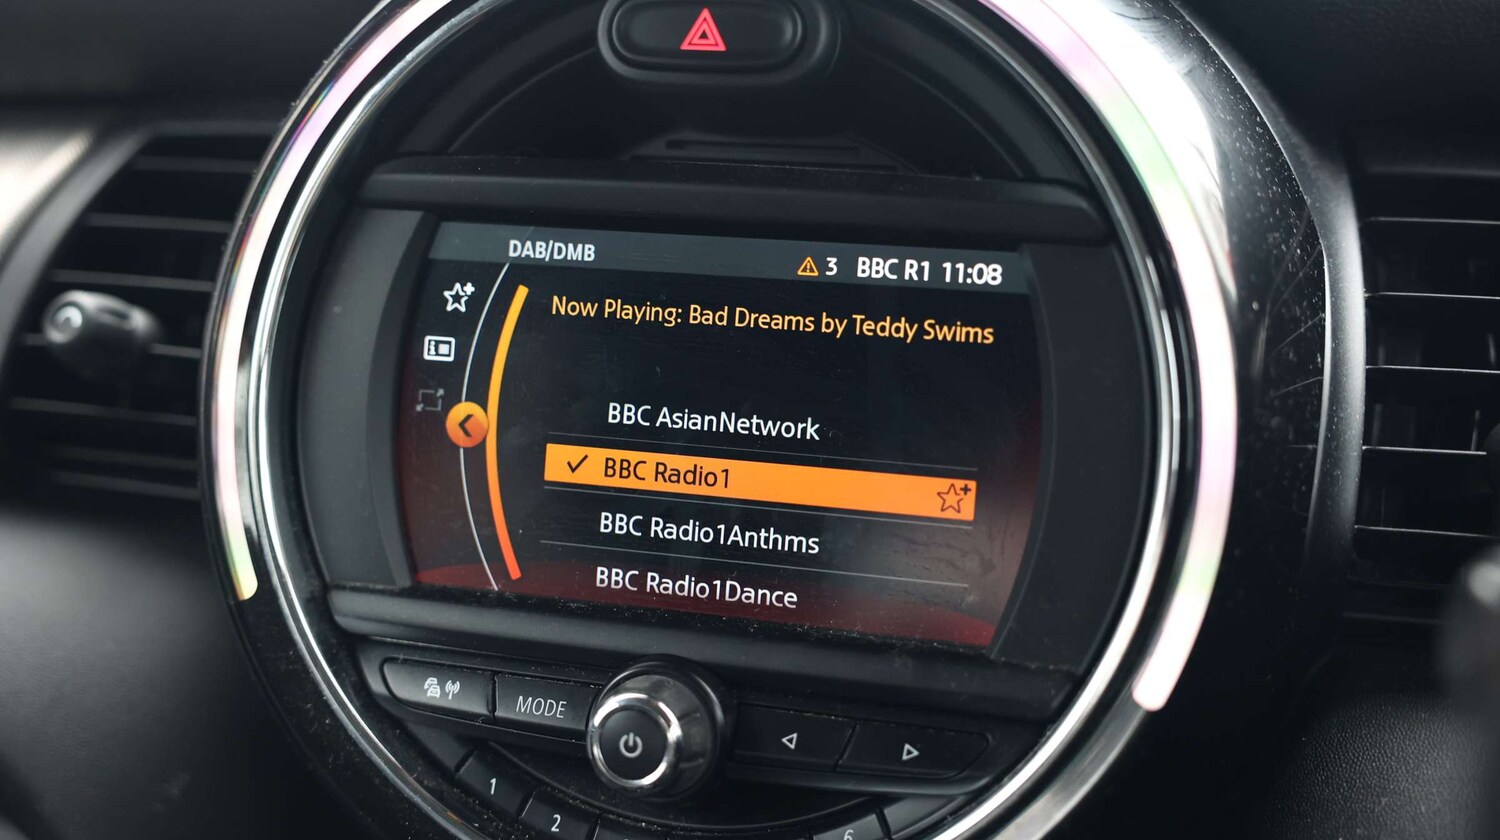 DAB/DMB
3 BBC R1 11:08
Now Playing: Bad Dreams by Teddy Swims
BBC AsianNetwork
BBC Radio1
BBC Radio1Anthms
BBC Radio1Dance
MODE
1
2
6